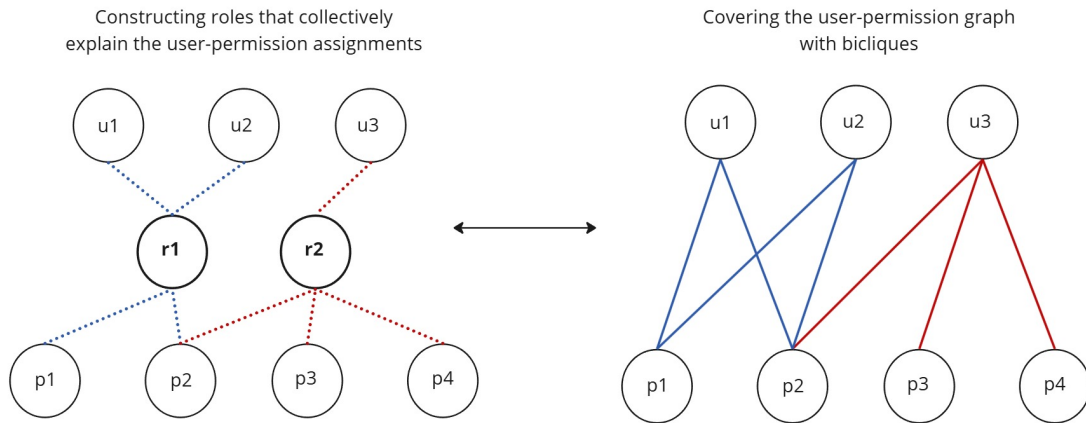 Constructing roles that collectively
explain the user-permission assignments
u1
u2
u3
r1
r2
p1
p2
p3
p4
Covering the user-permission graph
with bicliques
u1
u2
u3
p1
p2
p3
p4